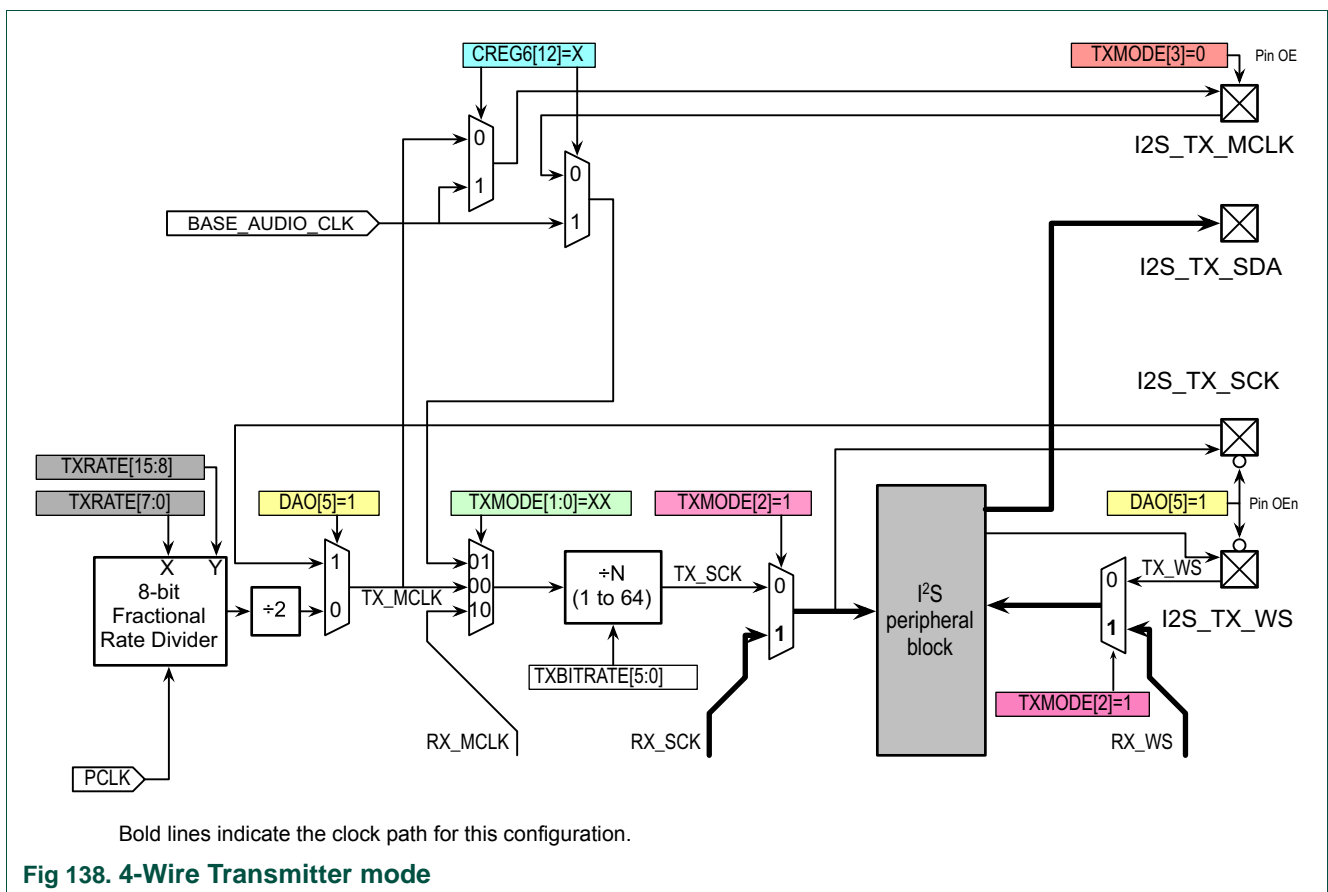 CREG6[12]=X
TXMODE[3]=0
Pin OE
0
1
I2S_TX_MCLK
0
1
BASE_AUDIO_CLK
I2S_TX_SDA
I2S_TX_SCK
TXRATE[15:8]
TXRATE[7:0]
DAO[5]=1
TXMODE[1:0]=XX
TXMODE[2]=1
DAO[5]=1
Pin OEn
X
Y
8-bit
Fractional
Rate Divider
÷2
1
0
TX_MCLK
01
00
10
÷N
(1 to 64)
TX_SCK
0
1
I²S
peripheral
block
TX_WS
0
1
I2S_TX_WS
TXBITRATE[5:0]
TXMODE[2]=1
RX_MCLK
RX_SCK
RX_WS
PCLK
Bold lines indicate the clock path for this configuration.
Fig 138. 4-Wire Transmitter mode